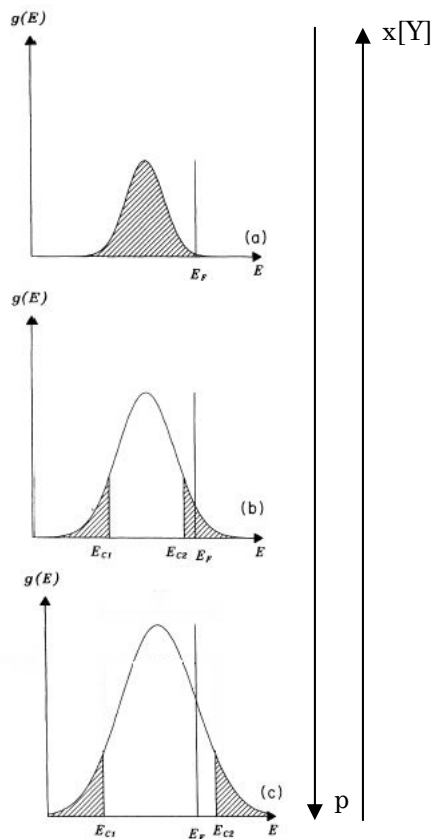 g(E)
x[Y]
(a)
E_F
E
g(E)
(b)
E_C1
E_C2
E_F
E
g(E)
(c)
p
E_C1
E_F
E_C2
E